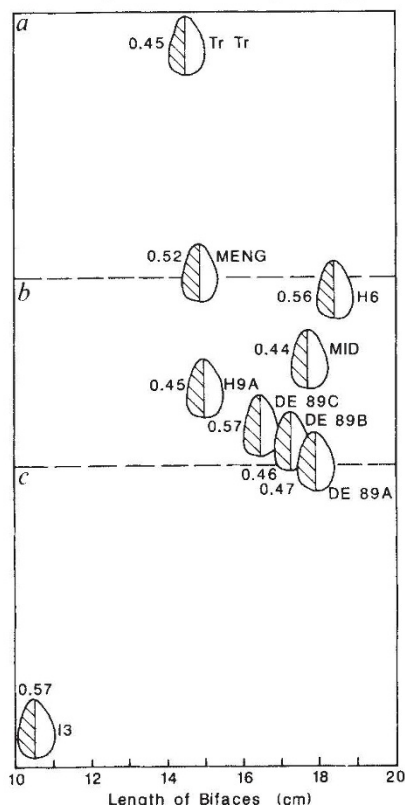 a
0.45 Tr Tr
0.52 MENG
b
0.56 H6
0.44 MID
0.45 H9A
DE 89C
0.57 DE 89B
0.46
0.47
c
DE 89A
0.57
I3
10 12 14 16 18 20
Length of Bifaces (cm)